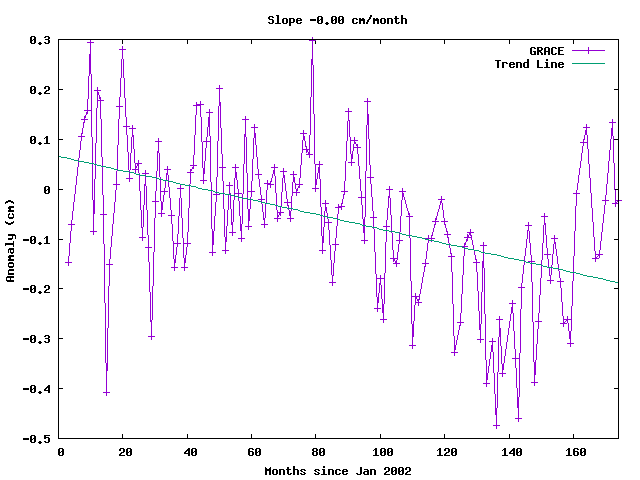 Slope -0.00 cm/month
GRACE
Trend Line
0.3
0.2
0.1
0
-0.1
-0.2
-0.3
-0.4
-0.5
Anomaly (cm)
0 20 40 60 80 100 120 140 160
Months since Jan 2002